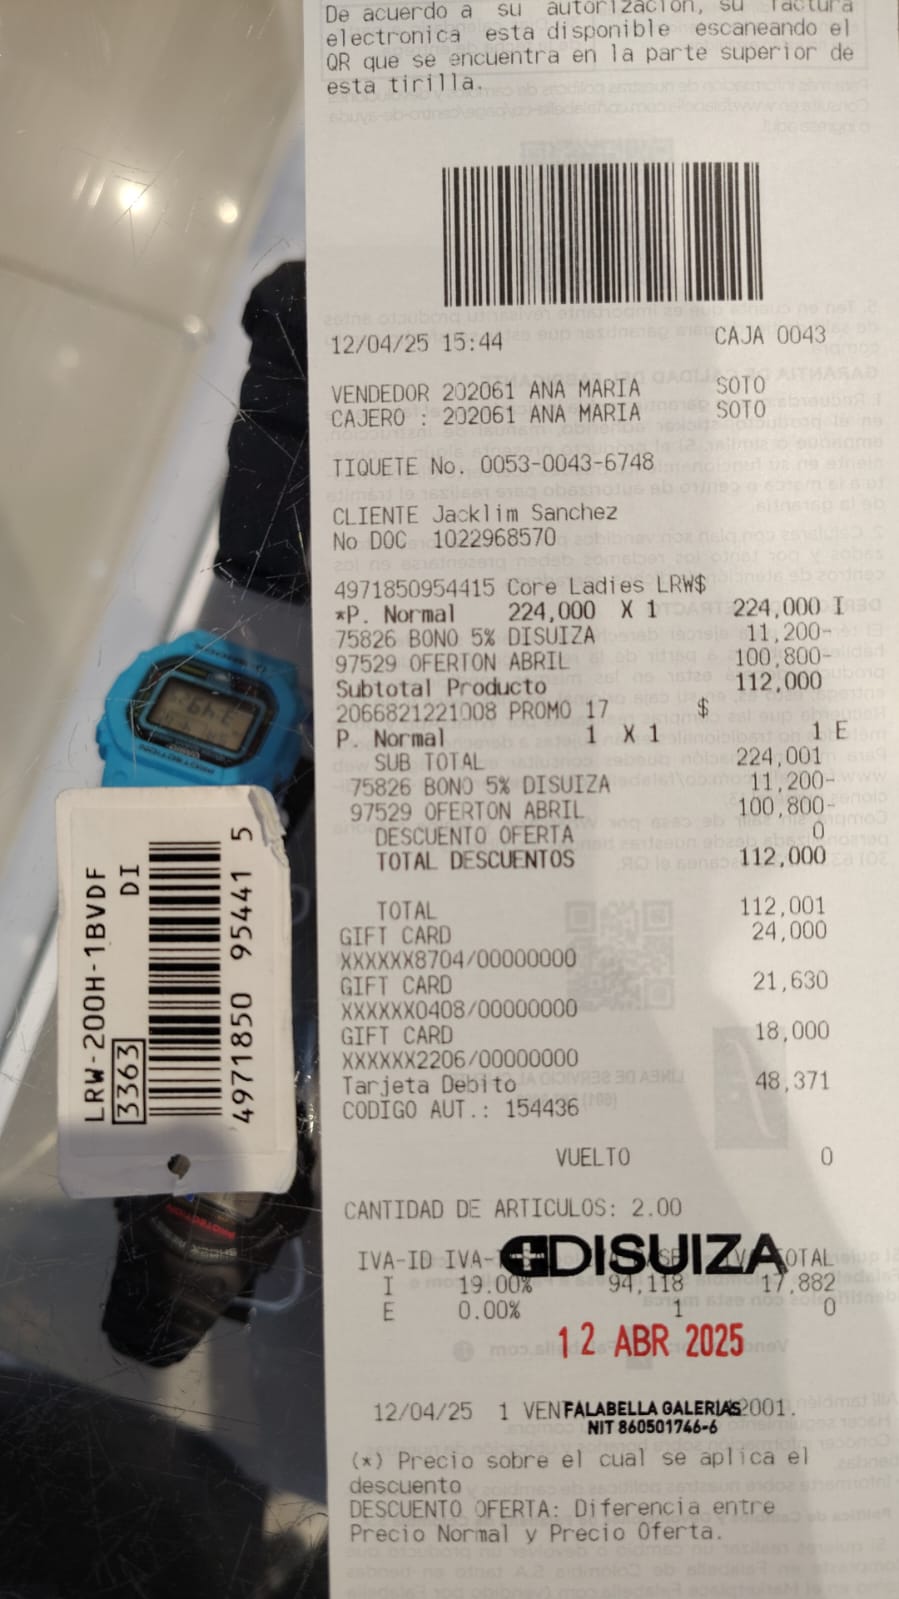 De acuerdo a su autorizacion, su factura
electronica esta disponible escaneando el
QR que se encuentra en la parte superior de
esta tirilla.
12/04/25 15:44 CAJA 0043
VENDEDOR 202061 ANA MARIA SOTO
CAJERO : 202061 ANA MARIA SOTO
TIQUETE No. 0053-0043-6748
CLIENTE Jacklim Sanchez
No DOC 1022968570
4971850954415 Core Ladies LRW$
*P. Normal 224,000 X 1 224,000 I
75826 BONO 5% DISUIZA 11,200-
97529 OFERTON ABRIL 100,800-
Subtotal Producto 112,000
2066821221008 PROMO 17 $
P. Normal 1 X 1 1 E
SUB TOTAL 224,001
75826 BONO 5% DISUIZA 11,200-
97529 OFERTON ABRIL 100,800-
DESCUENTO OFERTA 0
TOTAL DESCUENTOS 112,000
TOTAL 112,001
GIFT CARD 24,000
XXXXXX8704/00000000
GIFT CARD 21,630
XXXXXX0408/00000000
GIFT CARD 18,000
XXXXXX2206/00000000
Tarjeta Debito 48,371
CODIGO AUT.: 154436
VUELTO 0
CANTIDAD DE ARTICULOS: 2.00
DISUIZA
IVA-ID
I 19.00% 94,118 17,882
E 0.00% 1 0
12 ABR 2025
12/04/25 1 2001.
FALABELLA GALERIAS
NIT 860501746-6
(*) Precio sobre el cual se aplica el
descuento
DESCUENTO OFERTA: Diferencia entre
Precio Normal y Precio Oferta.
LRW-200H-1BVDF
DI
3363
4971850 95441 5
PROTECTION